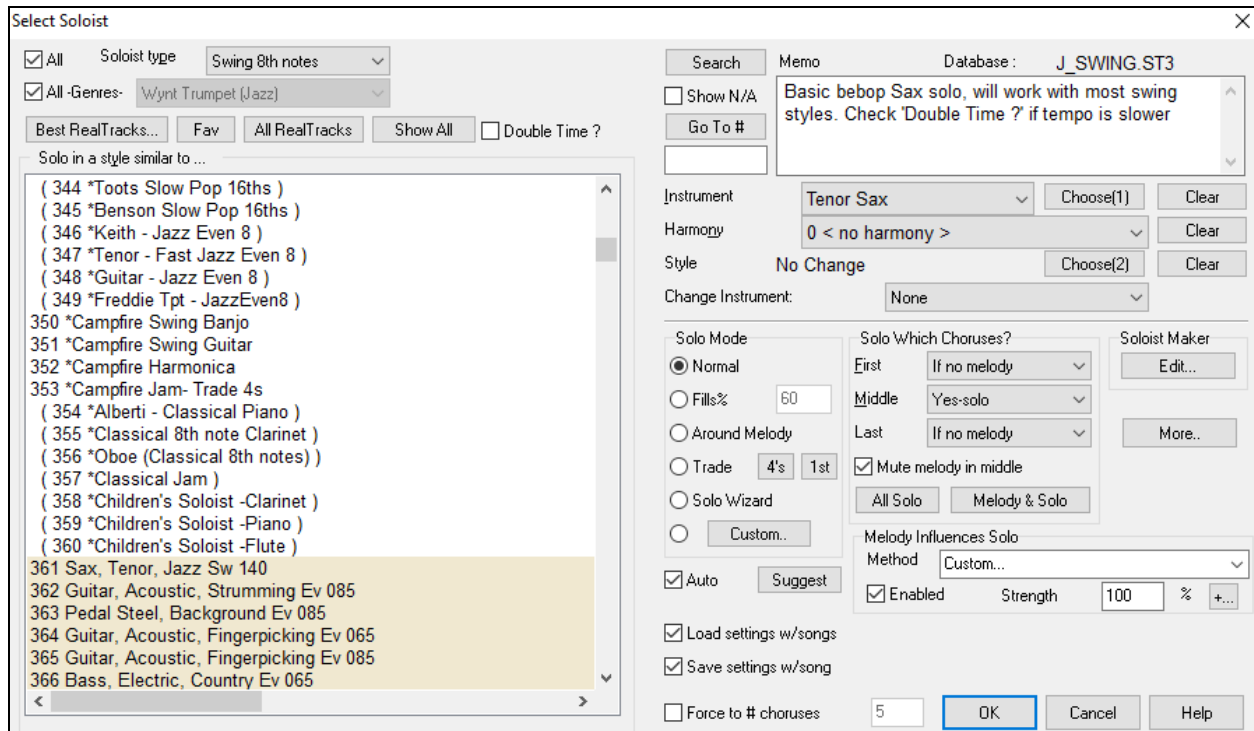 Select Soloist
All Soloist type Swing 8th notes
All -Genres- Wynt Trumpet (Jazz)
Best RealTracks... Fav All RealTracks Show All Double Time ?
Solo in a style similar to ...
( 344 *Toots Slow Pop 16ths )
( 345 *Benson Slow Pop 16ths )
( 346 *Keith - Jazz Even 8 )
( 347 *Tenor - Fast Jazz Even 8 )
( 348 *Guitar - Jazz Even 8 )
( 349 *Freddie Tpt - JazzEven8 )
350 *Campfire Swing Banjo
351 *Campfire Swing Guitar
352 *Campfire Harmonica
353 *Campfire Jam- Trade 4s
( 354 *Alberti - Classical Piano )
( 355 *Classical 8th note Clarinet )
( 356 *Oboe (Classical 8th notes) )
( 357 *Classical Jam )
( 358 *Children's Soloist -Clarinet )
( 359 *Children's Soloist -Piano )
( 360 *Children's Soloist -Flute )
361 Sax, Tenor, Jazz Sw 140
362 Guitar, Acoustic, Strumming Ev 085
363 Pedal Steel, Background Ev 085
364 Guitar, Acoustic, Fingerpicking Ev 065
365 Guitar, Acoustic, Fingerpicking Ev 085
366 Bass, Electric, Country Ev 065
Search Memo Database : J_SWING.ST3
Show N/A
Go To #
Basic bebop Sax solo, will work with most swing
styles. Check 'Double Time ?' if tempo is slower
Instrument Tenor Sax Choose(1) Clear
Harmony 0 < no harmony > Clear
Style No Change Choose(2) Clear
Change Instrument: None
Solo Mode
Normal
Fills% 60
Around Melody
Trade 4's 1st
Solo Wizard
Custom..
Auto Suggest
Solo Which Choruses?
First If no melody
Middle Yes-solo
Last If no melody
Mute melody in middle
All Solo Melody & Solo
Soloist Maker
Edit...
More..
Melody Influences Solo
Method Custom...
Enabled Strength 100 % +...
Load settings w/songs
Save settings w/song
Force to # choruses 5 OK Cancel Help